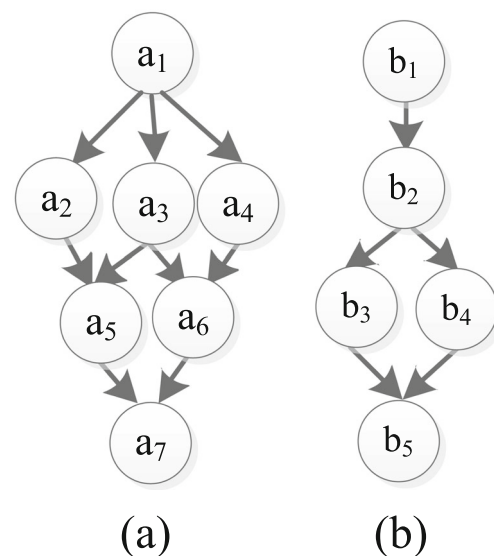 a₁
b₁
a₂ a₃ a₄
b₂
a₅ a₆
b₃ b₄
a₇
b₅
(a) (b)